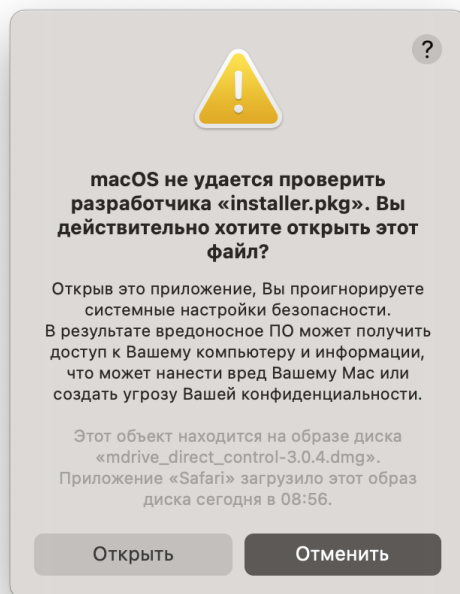 ?
macOS не удается проверить
разработчика «installer.pkg». Вы
действительно хотите открыть этот
файл?
Открыв это приложение, Вы проигнорируете
системные настройки безопасности.
В результате вредоносное ПО может получить
доступ к Вашему компьютеру и информации,
что может нанести вред Вашему Mac или
создать угрозу Вашей конфиденциальности.
Этот объект находится на образе диска
«mdrive_direct_control-3.0.4.dmg».
Приложение «Safari» загрузило этот образ
диска сегодня в 08:56.
Открыть
Отменить